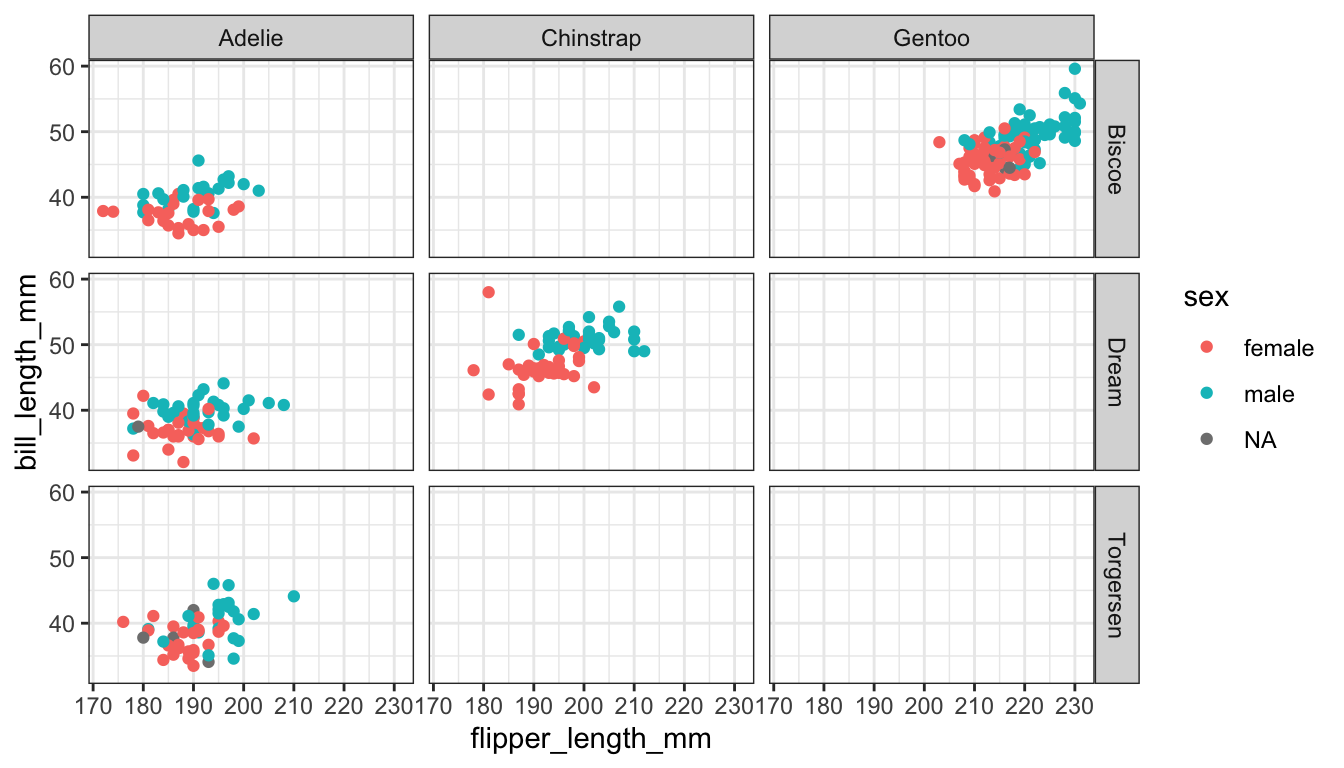 Adelie Chinstrap Gentoo
60
50
40
Biscoe
60
50
40
Dream
60
50
40
Torgersen
170 180 190 200 210 220 230 170 180 190 200 210 220 230 170 180 190 200 210 220 230
flipper_length_mm
bill_length_mm
sex
female
male
NA